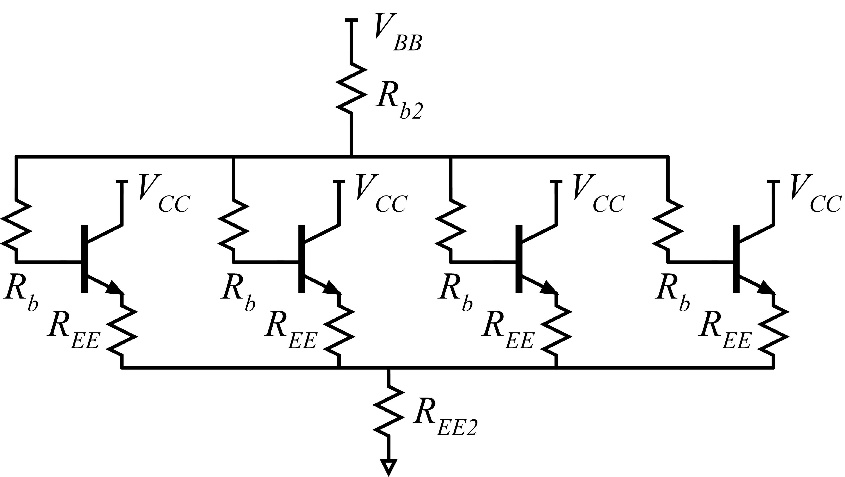 V_BB
R_b2
V_CC V_CC V_CC V_CC
R_b R_b R_b R_b
R_EE R_EE R_EE R_EE
R_EE2